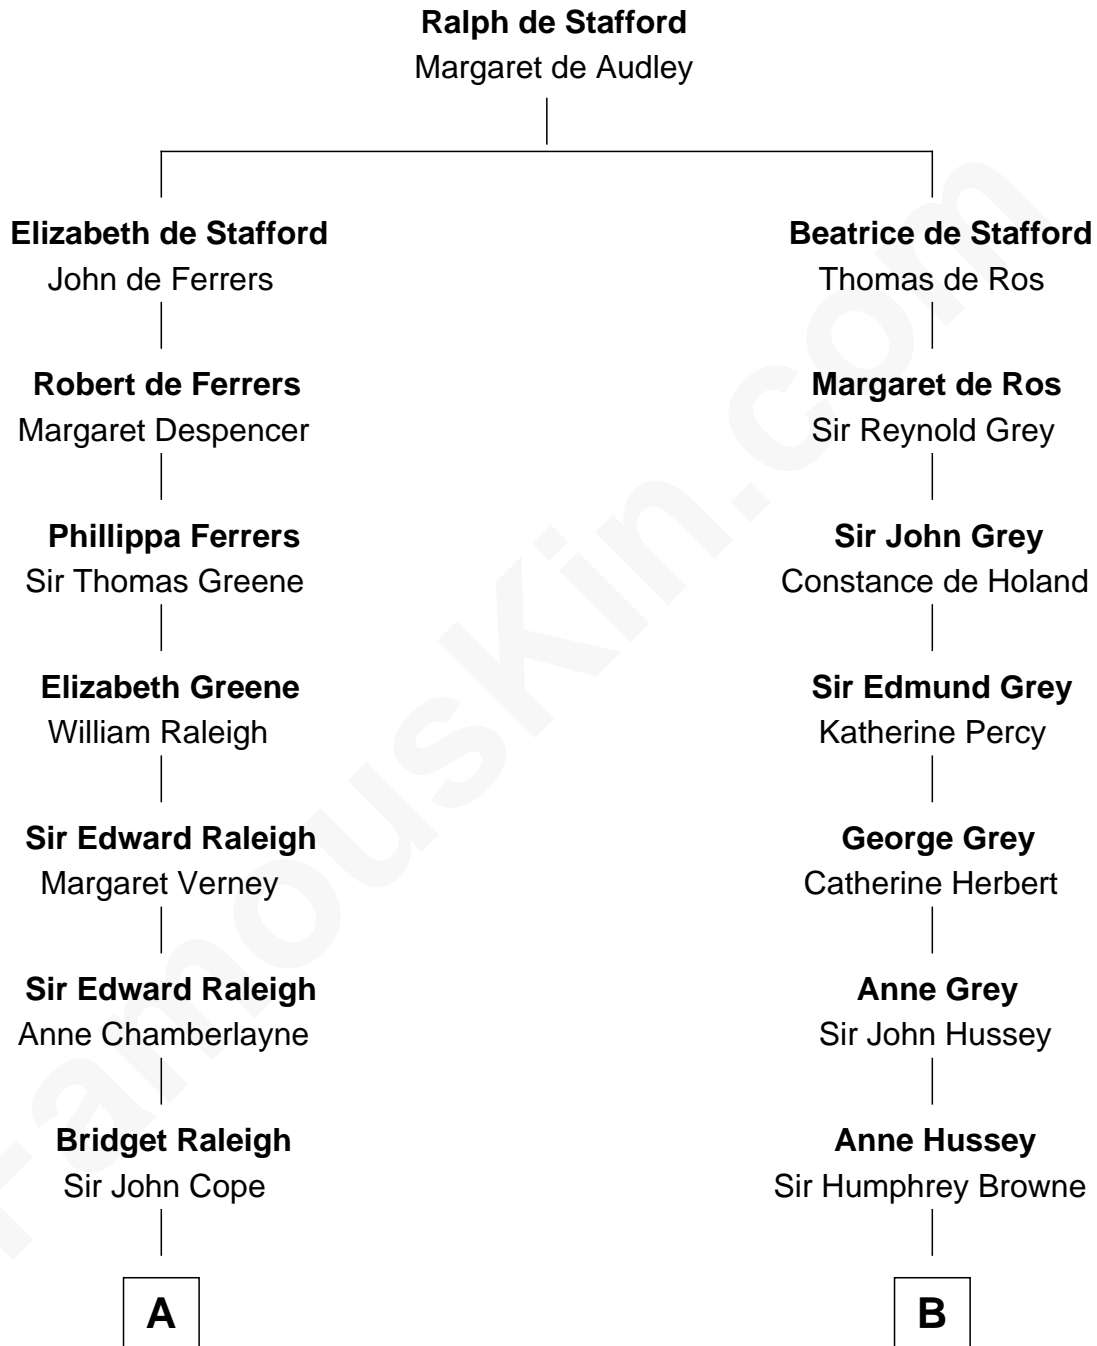 Ralph de Stafford
Margaret de Audley
Elizabeth de Stafford
John de Ferrers
Beatrice de Stafford
Thomas de Ros
Robert de Ferrers
Margaret Despencer
Margaret de Ros
Sir Reynold Grey
Phillippa Ferrers
Sir Thomas Greene
Sir John Grey
Constance de Holand
Elizabeth Greene
William Raleigh
Sir Edmund Grey
Katherine Percy
Sir Edward Raleigh
Margaret Verney
George Grey
Catherine Herbert
Sir Edward Raleigh
Anne Chamberlayne
Anne Grey
Sir John Hussey
Bridget Raleigh
Sir John Cope
Anne Hussey
Sir Humphrey Browne
A
B
FamousKin.com